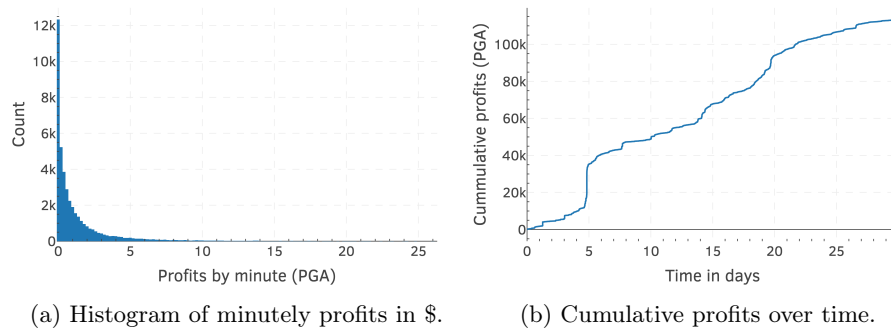 12k
10k
8k
6k
4k
2k
0
Count
0 5 10 15 20 25
Profits by minute (PGA)
(a) Histogram of minutely profits in $.
100k
80k
60k
40k
20k
0
Cummulative profits (PGA)
0 5 10 15 20 25
Time in days
(b) Cumulative profits over time.